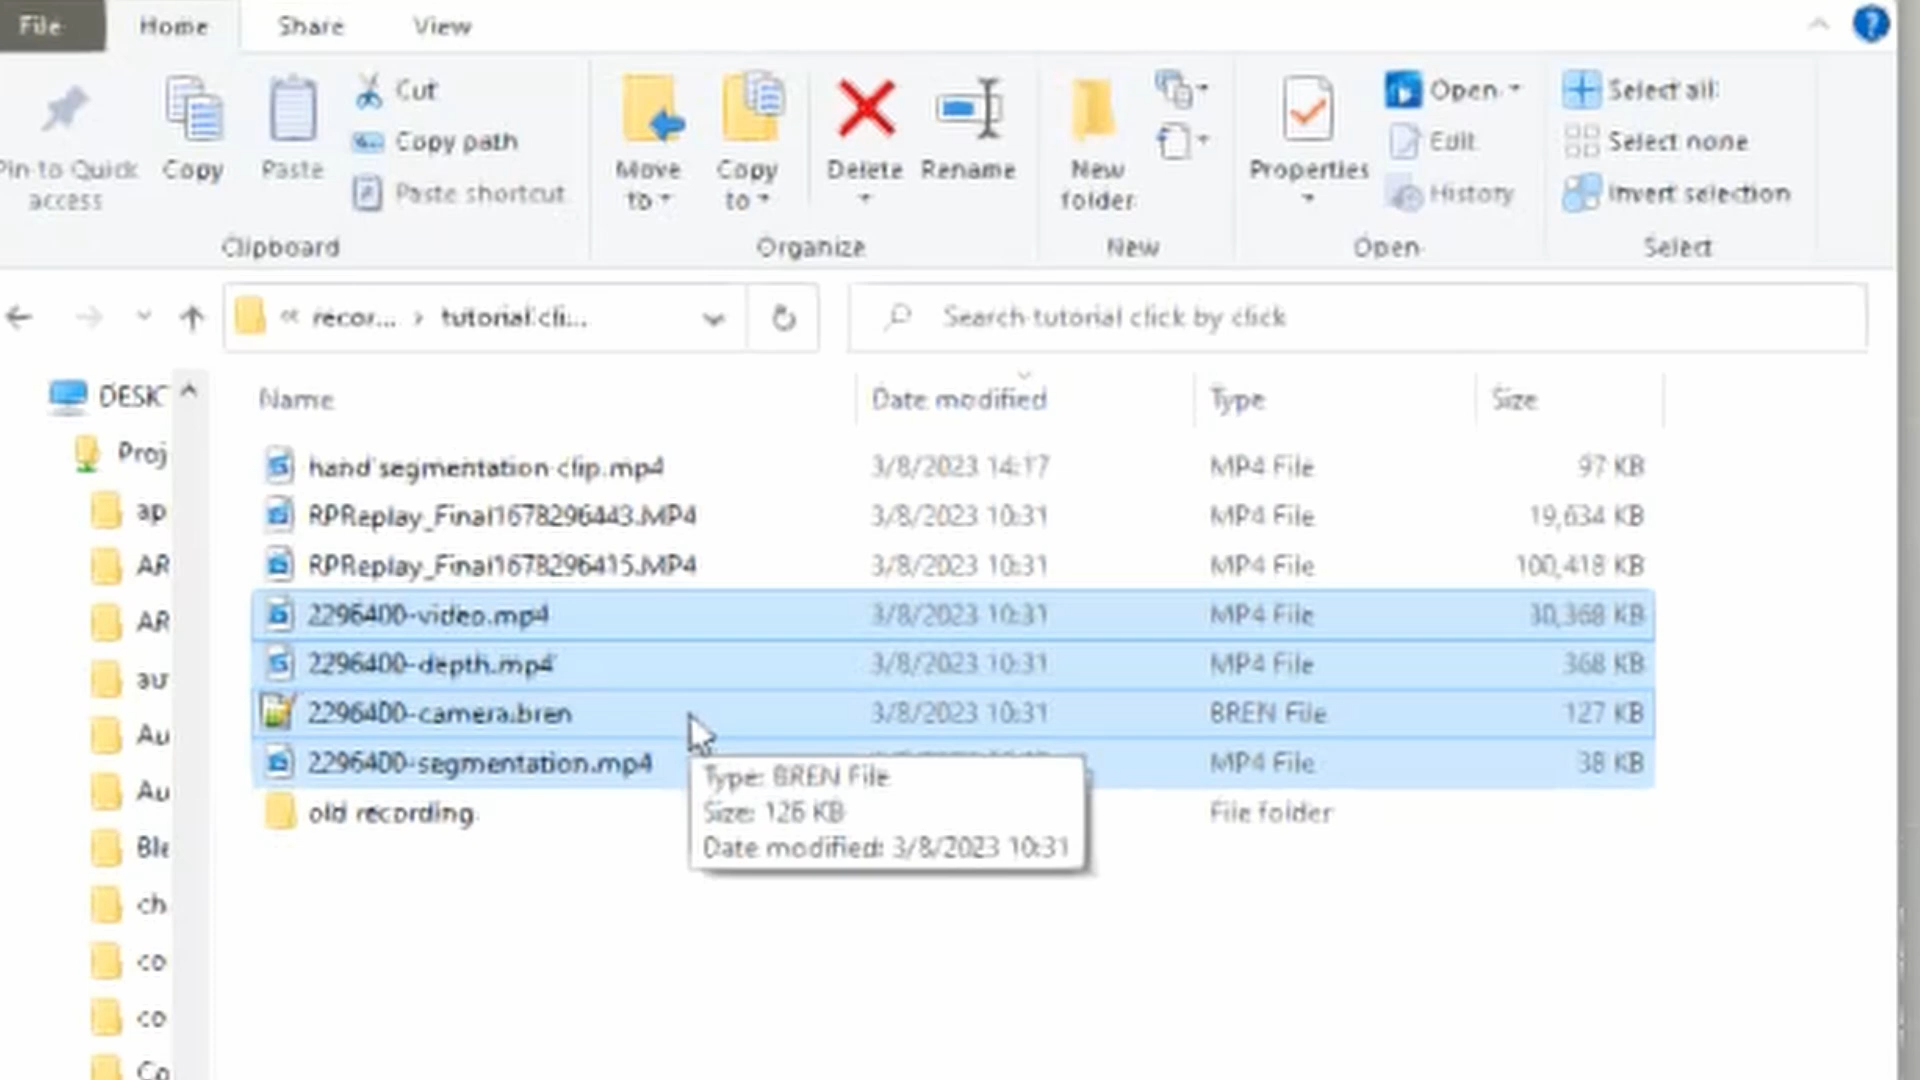 File Home Share View
Pin to Quick access
Copy
Paste
Cut
Copy path
Paste shortcut
Clipboard
Move to
Copy to
Delete
Rename
Organize
New folder
New
Properties
Open
Edit
History
Open
Select all
Select none
Invert selection
Select
recor... › tutorial cli...
Search tutorial click by click
DESK
Proj
ap
AR
AR
au
Au
Au
Ble
ch
co
co
Co
Name Date modified Type Size
hand segmentation clip.mp4 3/8/2023 14:17 MP4 File 97 KB
RPReplay_Final1678296443.MP4 3/8/2023 10:31 MP4 File 19,634 KB
RPReplay_Final1678296415.MP4 3/8/2023 10:31 MP4 File 100,418 KB
2296400-video.mp4 3/8/2023 10:31 MP4 File 30,368 KB
2296400-depth.mp4 3/8/2023 10:31 MP4 File 368 KB
2296400-camera.bren 3/8/2023 10:31 BREN File 127 KB
2296400-segmentation.mp4 MP4 File 38 KB
old recording File folder
Type: BREN File
Size: 126 KB
Date modified: 3/8/2023 10:31